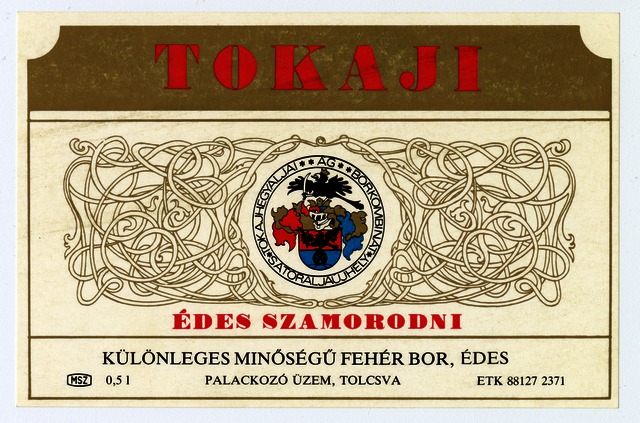 TOKAJI
TOKAJHEGYALJAI ** ÁG ** BORKOMBINÁT * SÁTORALJAÚJHELY *
ÉDES SZAMORODNI
KÜLÖNLEGES MINŐSÉGŰ FEHÉR BOR, ÉDES
MSZ 0,5 l PALACKOZÓ ÜZEM, TOLCSVA ETK 88127 2371